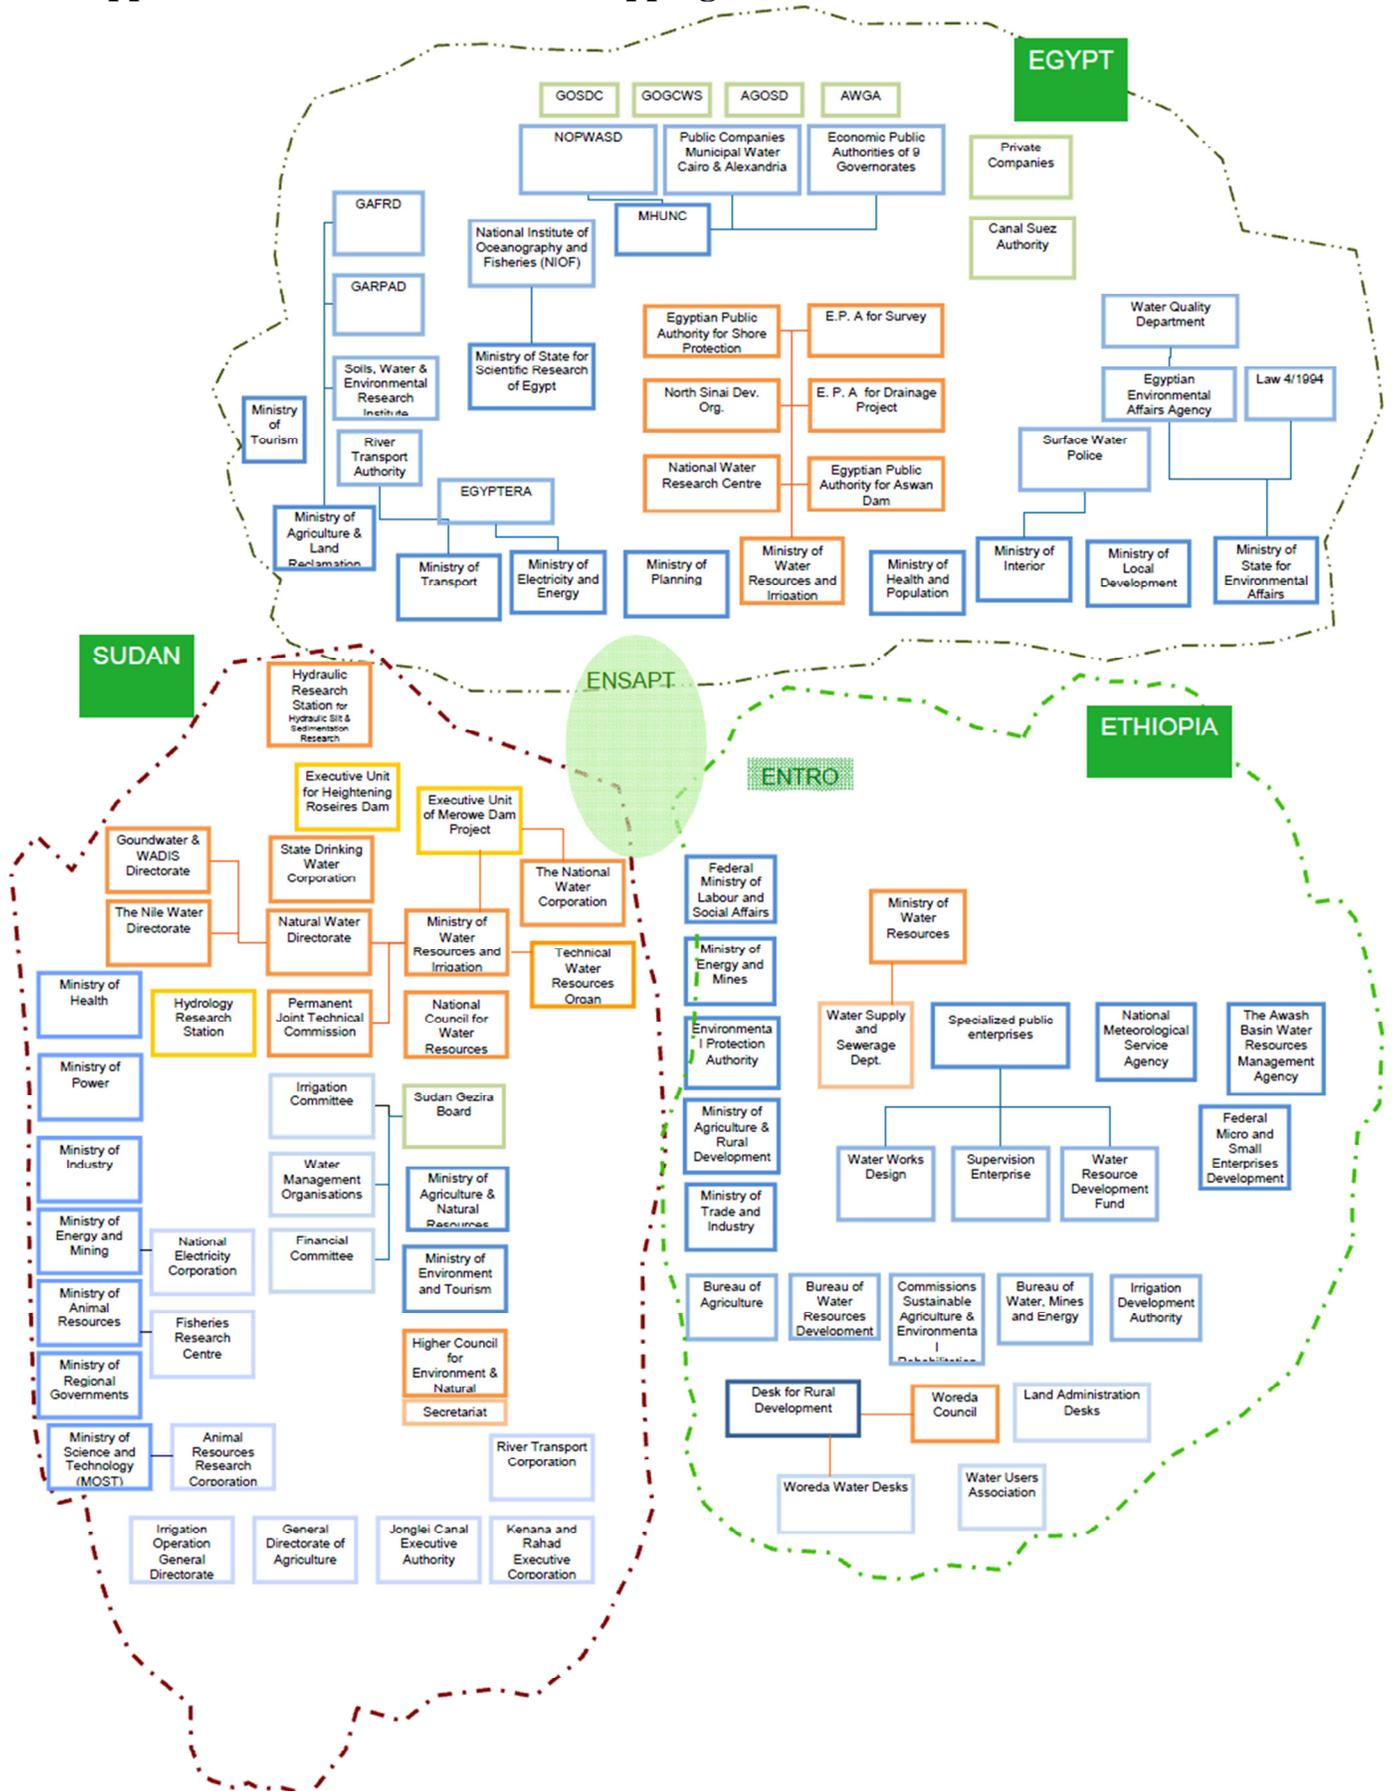 EGYPT
GOSDC
GOGCWS
AGOSD
AWGA
NOPWASD
Public Companies
Municipal Water
Cairo & Alexandria
Economic Public
Authorities of 9
Governorates
Private
Companies
GAFRD
MHUNC
National Institute of
Oceanography and
Fisheries (NIOF)
Canal Suez
Authority
GARPAD
Egyptian Public
Authority for Shore
Protection
E.P. A for Survey
Water Quality
Department
Soils, Water &
Environmental
Research
Institute
Ministry of State for
Scientific Research
of Egypt
North Sinai Dev.
Org.
E. P. A for Drainage
Project
Egyptian
Environmental
Affairs Agency
Law 4/1994
Ministry
of
Tourism
River
Transport
Authority
Surface Water
Police
National Water
Research Centre
Egyptian Public
Authority for Aswan
Dam
EGYPTERA
Ministry of
Agriculture &
Land
Reclamation
Ministry of
Transport
Ministry of
Electricity and
Energy
Ministry of
Planning
Ministry of
Water
Resources and
Irrigation
Ministry of
Health and
Population
Ministry of
Interior
Ministry of
Local
Development
Ministry of
State for
Environmental
Affairs
SUDAN
ENSAPT
Hydraulic
Research
Station for
Hydraulic Silt &
Sedimentation
Research
Executive Unit
for Heightening
Roseires Dam
Executive Unit
of Merowe Dam
Project
Goundwater &
WADIS
Directorate
State Drinking
Water
Corporation
The National
Water
Corporation
The Nile Water
Directorate
Natural Water
Directorate
Ministry of
Water
Resources and
Irrigation
Technical
Water
Resources
Organ
Ministry of
Health
Hydrology
Research
Station
Permanent
Joint Technical
Commission
National
Council for
Water
Resources
Ministry of
Power
Irrigation
Committee
Sudan Gezira
Board
Ministry of
Industry
Water
Management
Organisations
Ministry of
Agriculture &
Natural
Resources
Ministry of
Energy and
Mining
National
Electricity
Corporation
Financial
Committee
Ministry of
Environment
and Tourism
Ministry of
Animal
Resources
Fisheries
Research
Centre
Higher Council
for
Environment &
Natural
Secretariat
Ministry of
Regional
Governments
Ministry of
Science and
Technology
(MOST)
Animal
Resources
Research
Corporation
River Transport
Corporation
Irrigation
Operation
General
Directorate
General
Directorate of
Agriculture
Jonglei Canal
Executive
Authority
Kenana and
Rahad
Executive
Corporation
ETHIOPIA
ENTRO
Federal
Ministry of
Labour and
Social Affairs
Ministry of
Water
Resources
Ministry of
Energy and
Mines
Environmenta
l Protection
Authority
Water Supply
and
Sewerage
Dept.
Specialized public
enterprises
National
Meteorological
Service
Agency
The Awash
Basin Water
Resources
Management
Agency
Ministry of
Agriculture &
Rural
Development
Water Works
Design
Supervision
Enterprise
Water
Resource
Development
Fund
Federal
Micro and
Small
Enterprises
Development
Ministry of
Trade and
Industry
Bureau of
Agriculture
Bureau of
Water
Resources
Development
Commissions
Sustainable
Agriculture &
Environmenta
l
Rehabilitation
Bureau of
Water, Mines
and Energy
Irrigation
Development
Authority
Desk for Rural
Development
Woreda
Council
Land Administration
Desks
Woreda Water Desks
Water Users
Association